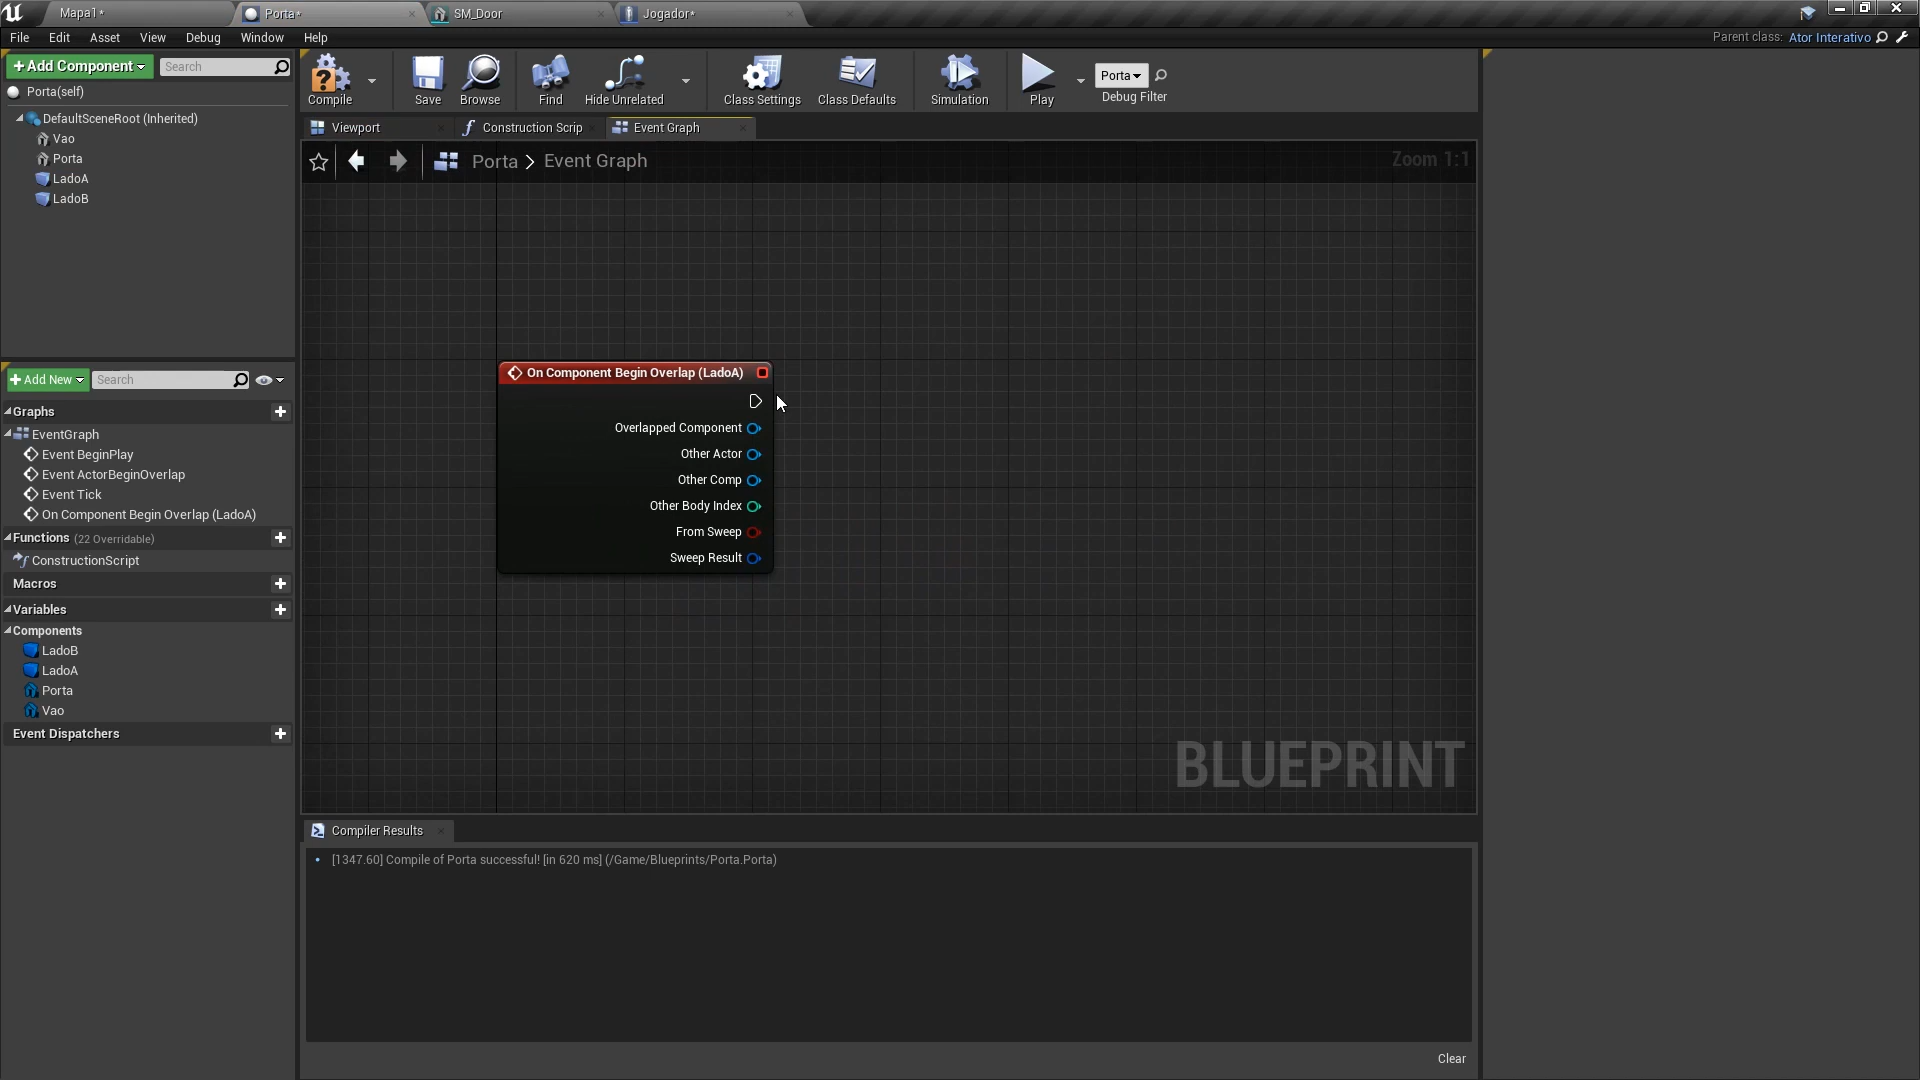 Mapa1*
Porta*
SM_Door
Jogador*
File Edit Asset View Debug Window Help
Parent class: Ator Interativo
Add Component
Search
Porta(self)
DefaultSceneRoot (Inherited)
Vao
Porta
LadoA
LadoB
Compile
Save
Browse
Find
Hide Unrelated
Class Settings
Class Defaults
Simulation
Play
Porta
Debug Filter
Viewport
Construction Scrip
Event Graph
Porta > Event Graph
Zoom 1:1
Add New
Search
Graphs
EventGraph
Event BeginPlay
Event ActorBeginOverlap
Event Tick
On Component Begin Overlap (LadoA)
Functions (22 Overridable)
ConstructionScript
Macros
Variables
Components
LadoB
LadoA
Porta
Vao
Event Dispatchers
On Component Begin Overlap (LadoA)
Overlapped Component
Other Actor
Other Comp
Other Body Index
From Sweep
Sweep Result
BLUEPRINT
Compiler Results
[1347.60] Compile of Porta successful! [in 620 ms] (/Game/Blueprints/Porta.Porta)
Clear